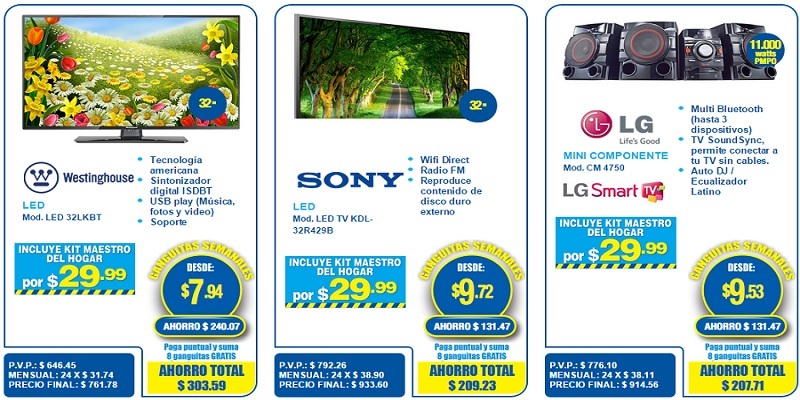 32"
Westinghouse
LED
Mod. LED 32LKBT
• Tecnología
americana
• Sintonizador
digital ISDBT
• USB play (Música,
fotos y video)
• Soporte
INCLUYE KIT MAESTRO
DEL HOGAR
por $29.99
GANGUITAS SEMANALES
DESDE:
$7.94
AHORRO $ 240.07
Paga puntual y suma
8 ganguitas GRATIS
P.V.P.: $ 646.45
MENSUAL: 24 X $ 31.74
PRECIO FINAL: $ 761.78
AHORRO TOTAL
$ 303.59
32"
SONY
LED
Mod. LED TV KDL-
32R429B
• Wifi Direct
• Radio FM
• Reproduce
contenido de
disco duro
externo
INCLUYE KIT MAESTRO
DEL HOGAR
por $29.99
GANGUITAS SEMANALES
DESDE:
$9.72
AHORRO $ 131.47
Paga puntual y suma
8 ganguitas GRATIS
P.V.P.: $ 792.26
MENSUAL: 24 X $ 38.90
PRECIO FINAL: $ 933.60
AHORRO TOTAL
$ 209.23
11.000
watts
PMPO
LG
Life's Good
MINI COMPONENTE
Mod. CM 4750
LG Smart TV
• Multi Bluetooth
(hasta 3
dispositivos)
• TV SoundSync,
permite conectar a
tu TV sin cables.
• Auto DJ /
Ecualizador
Latino
INCLUYE KIT MAESTRO
DEL HOGAR
por $29.99
GANGUITAS SEMANALES
DESDE:
$9.53
AHORRO $ 131.47
Paga puntual y suma
8 ganguitas GRATIS
P.V.P.: $ 776.10
MENSUAL: 24 X $ 38.11
PRECIO FINAL: $ 914.56
AHORRO TOTAL
$ 207.71